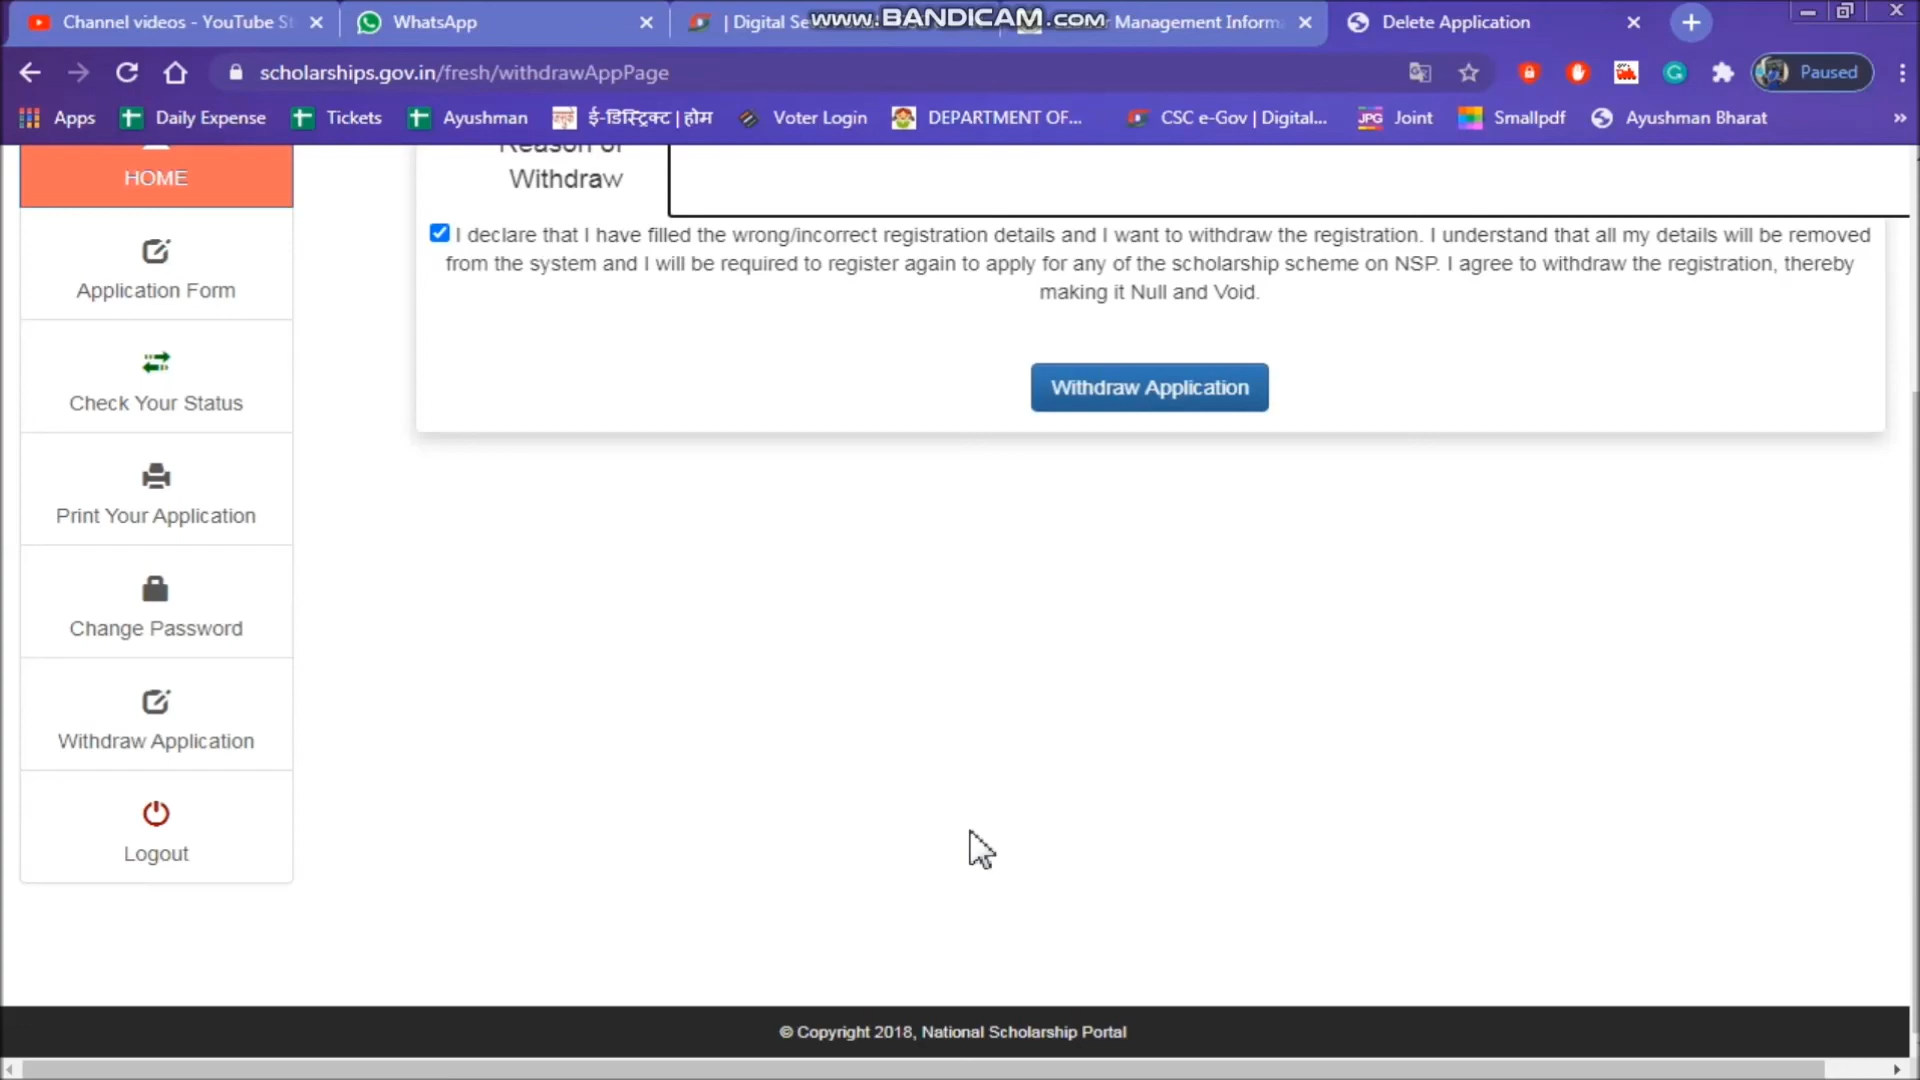 Channel videos - YouTube St
WhatsApp
| Digital Se
www.BANDICAM.com
Management Inform
Delete Application
scholarships.gov.in/fresh/withdrawAppPage
Paused
Apps
Daily Expense
Tickets
Ayushman
ई-डिस्ट्रिक्ट | होम
Voter Login
DEPARTMENT OF...
CSC e-Gov | Digital...
JPG
Joint
Smallpdf
Ayushman Bharat
»
HOME
Application Form
Check Your Status
Print Your Application
Change Password
Withdraw Application
Logout
Reason of
Withdraw
I declare that I have filled the wrong/incorrect registration details and I want to withdraw the registration. I understand that all my details will be removed
from the system and I will be required to register again to apply for any of the scholarship scheme on NSP. I agree to withdraw the registration, thereby
making it Null and Void.
Withdraw Application
© Copyright 2018, National Scholarship Portal